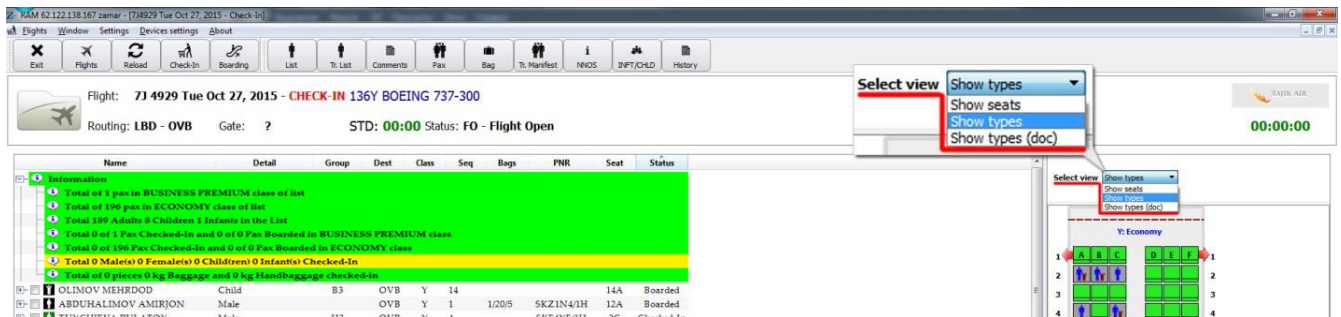 RAM 62.122.138.167 zamar - [7J4929 Tue Oct 27, 2015 - Check-In]
Flights Window Settings Devices settings About
Exit Flights Reload Check-In Boarding List Tr. List Comments Pax Bag Tr. Manifest NNOS INFT/CHLD History
Flight: 7J 4929 Tue Oct 27, 2015 - CHECK-IN 136Y BOEING 737-300
Routing: LBD - OVB Gate: ? STD: 00:00 Status: FO - Flight Open
Select view Show types
Show seats
Show types
Show types (doc)
TAJIK AIR
00:00:00
Name Detail Group Dest Class Seq Bags PNR Seat Status
Information
Total of 1 pax in BUSINESS PREMIUM class of list
Total of 196 pax in ECONOMY class of list
Total 189 Adults 8 Children 1 Infants in the List
Total 0 of 1 Pax Checked-In and 0 of 0 Pax Boarded in BUSINESS PREMIUM class
Total 0 of 196 Pax Checked-In and 0 of 0 Pax Boarded in ECONOMY class
Total 0 Male(s) 0 Female(s) 0 Child(ren) 0 Infant(s) Checked-In
Total of 0 pieces 0 kg Baggage and 0 kg Handbaggage checked-in
OLIMOV MEHRDOD Child B3 OVB Y 14 14A Boarded
ABDUHALIMOV AMIRJON Male OVB Y 1 1/20/5 5KZ1N4/1H 12A Boarded
Select view Show types
Show seats
Show types
Show types (doc)
Y: Economy
1 A B C D E F 1
2 2
3 3
4 4